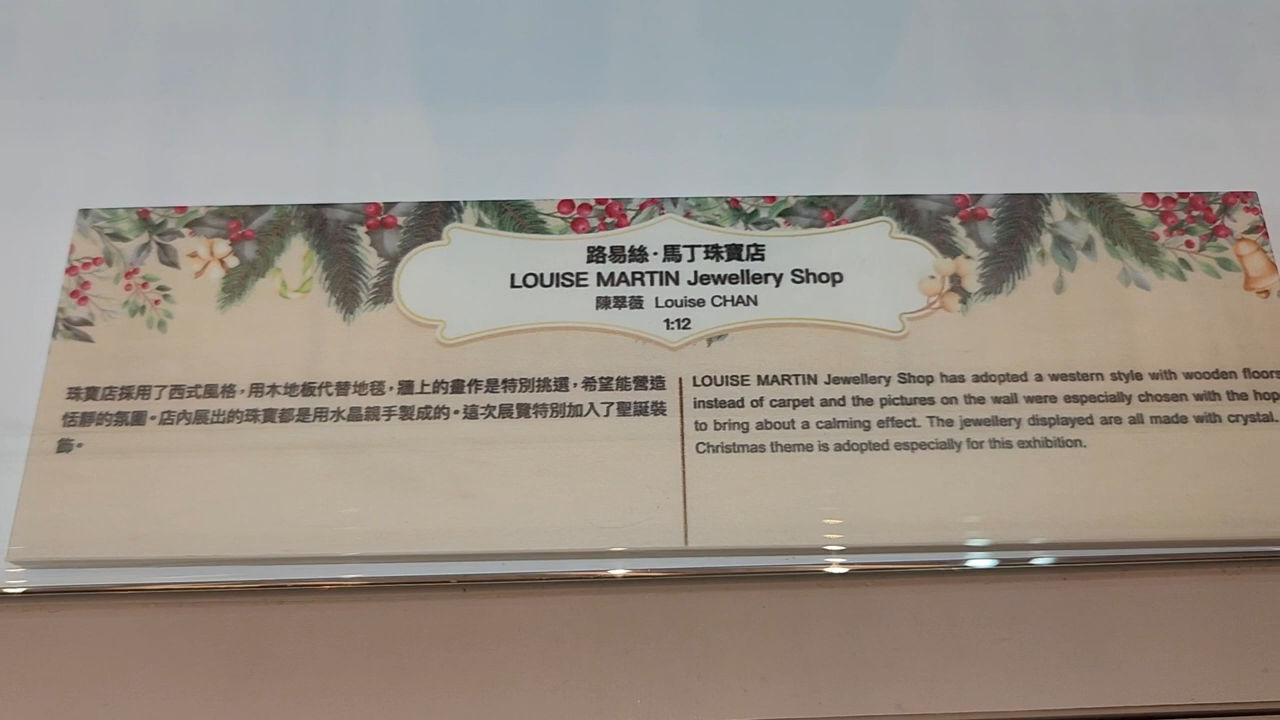 路易絲·馬丁珠寶店
LOUISE MARTIN Jewellery Shop
陳翠薇 Louise CHAN
1:12
珠寶店採用了西式風格，用木地板代替地毯，牆上的畫作是特別挑選，希望能營造
恬靜的氛圍。店內展出的珠寶都是用水晶親手製成的。這次展覽特別加入了聖誕裝
飾。
LOUISE MARTIN Jewellery Shop has adopted a western style with wooden floors
instead of carpet and the pictures on the wall were especially chosen with the hop
to bring about a calming effect. The jewellery displayed are all made with crystal.
Christmas theme is adopted especially for this exhibition.